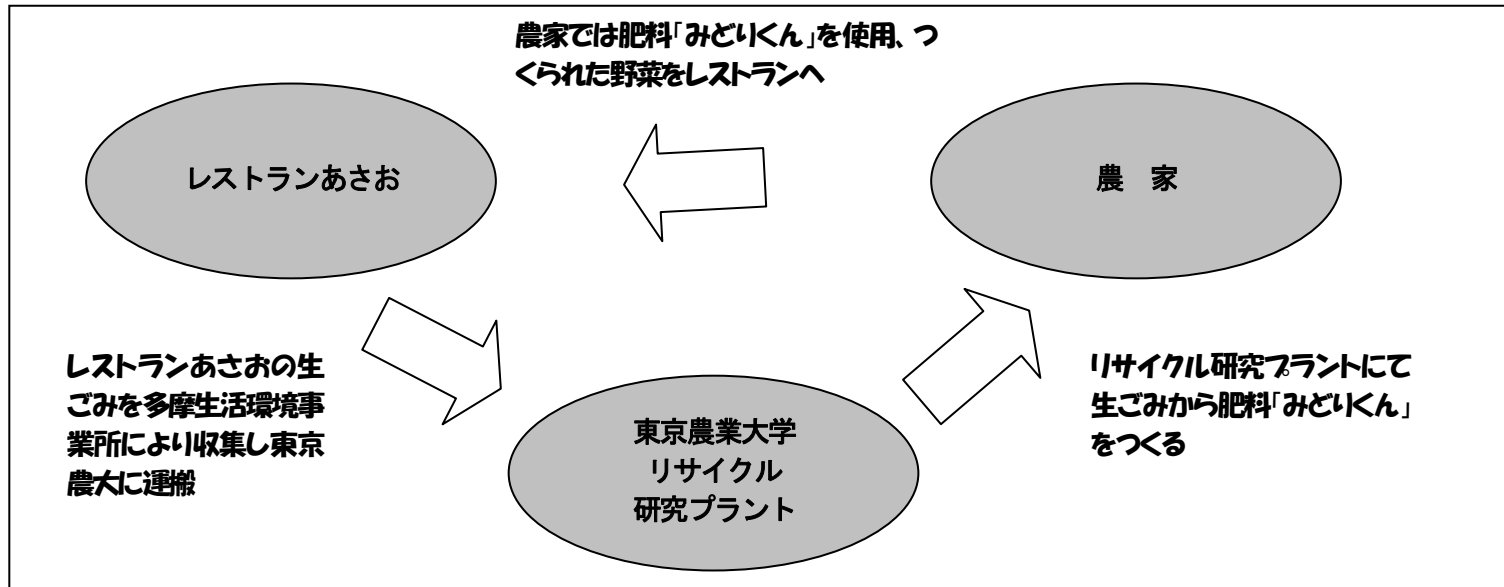 農家では肥料「みどりくん」を使用、つ
くられた野菜をレストランへ
レストランあさお
農　家
レストランあさおの生
ごみを多摩生活環境事
業所により収集し東京
農大に運搬
東京農業大学
リサイクル
研究プラント
リサイクル研究プラントにて
生ごみから肥料「みどりくん」
をつくる